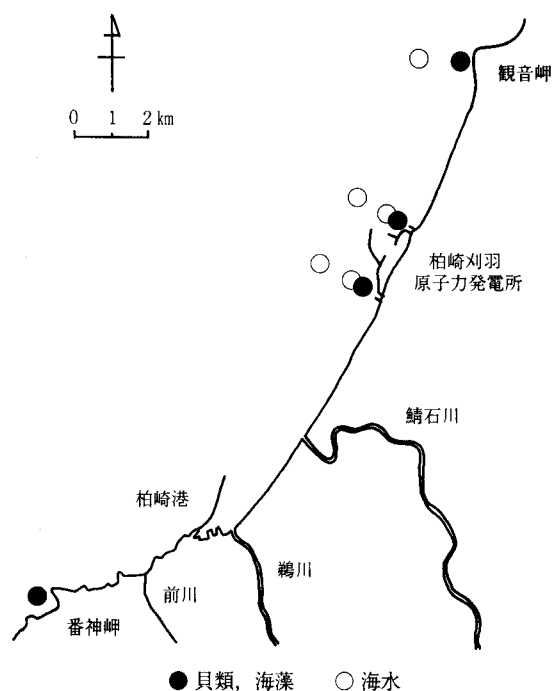 観音岬
0 1 2 km
柏崎刈羽
原子力発電所
鯖石川
柏崎港
鵜川
前川
番神岬
● 貝類，海藻 ○ 海水